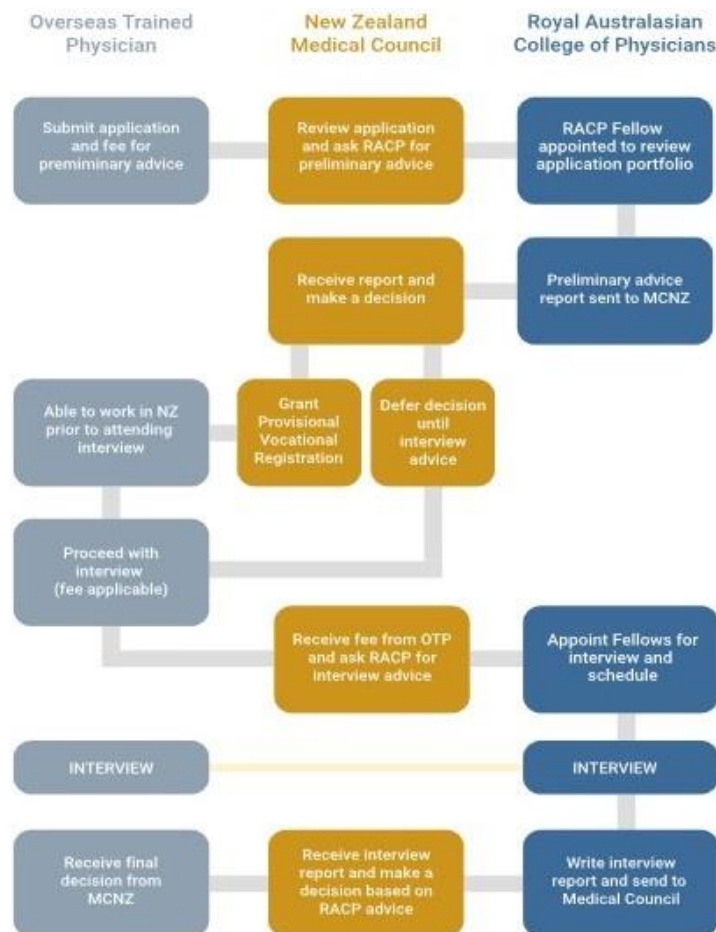 Overseas Trained
Physician
New Zealand
Medical Council
Royal Australasian
College of Physicians
Submit application
and fee for
premiminary advice
Review application
and ask RACP for
preliminary advice
RACP Fellow
appointed to review
application portfolio
Receive report and
make a decision
Preliminary advice
report sent to MCNZ
Able to work in NZ
prior to attending
interview
Grant
Provisional
Vocational
Registration
Defer decision
until
interview
advice
Proceed with
interview
(fee applicable)
Receive fee from OTP
and ask RACP for
interview advice
Appoint Fellows for
interview and
schedule
INTERVIEW
INTERVIEW
Receive final
decision from
MCNZ
Receive interview
report and make a
decision based on
RACP advice
Write interview
report and send to
Medical Council